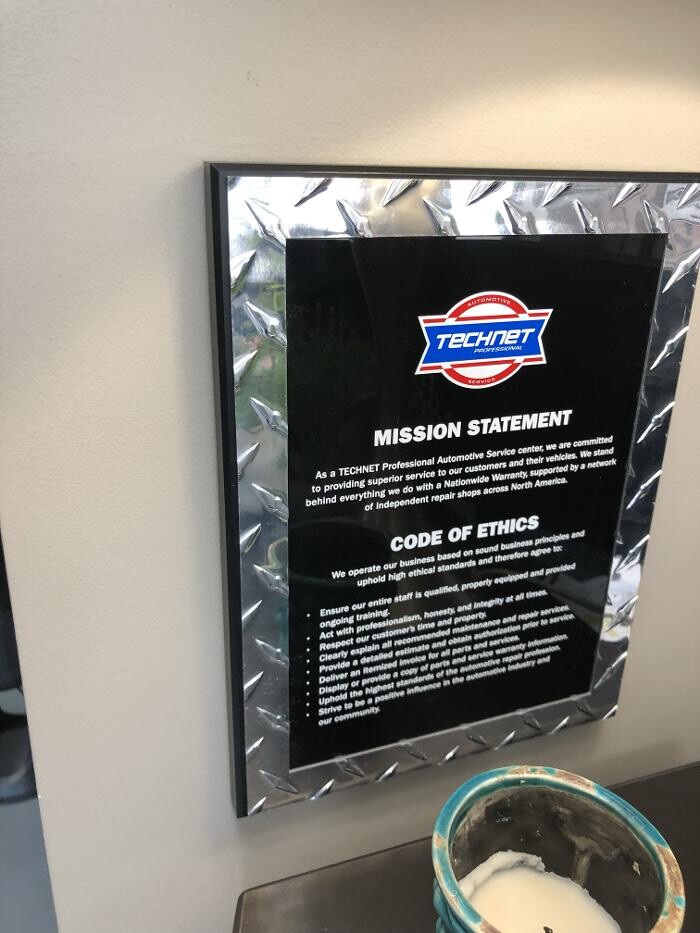 AUTOMOTIVE
TECHNET
PROFESSIONAL
SERVICE
MISSION STATEMENT
As a TECHNET Professional Automotive Service center, we are committed
to providing superior service to our customers and their vehicles. We stand
behind everything we do with a Nationwide Warranty, supported by a network
of independent repair shops across North America.
CODE OF ETHICS
We operate our business based on sound business principles and
uphold high ethical standards and therefore agree to:
• Ensure our entire staff is qualified, properly equipped and provided
ongoing training.
• Act with professionalism, honesty, and integrity at all times.
• Respect our customer's time and property.
• Clearly explain all recommended maintenance and repair services.
• Provide a detailed estimate and obtain authorization prior to service.
• Deliver an itemized invoice for all parts and services.
• Display or provide a copy of parts and service warranty information.
• Uphold the highest standards of the automotive repair profession.
• Strive to be a positive influence in the automotive industry and
our community.